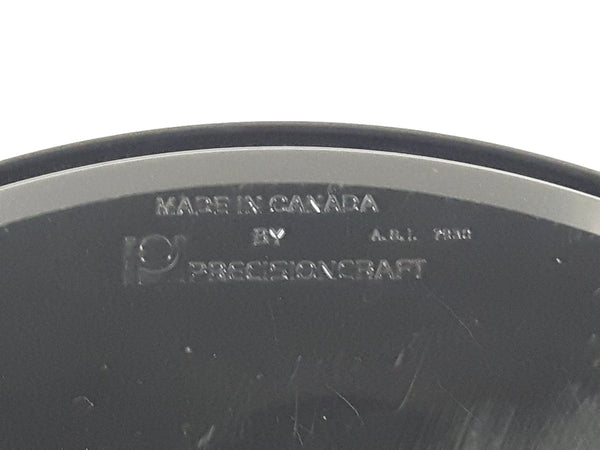 MADE IN CANADA
BY
A.R.I.
PRECISIONCRAFT